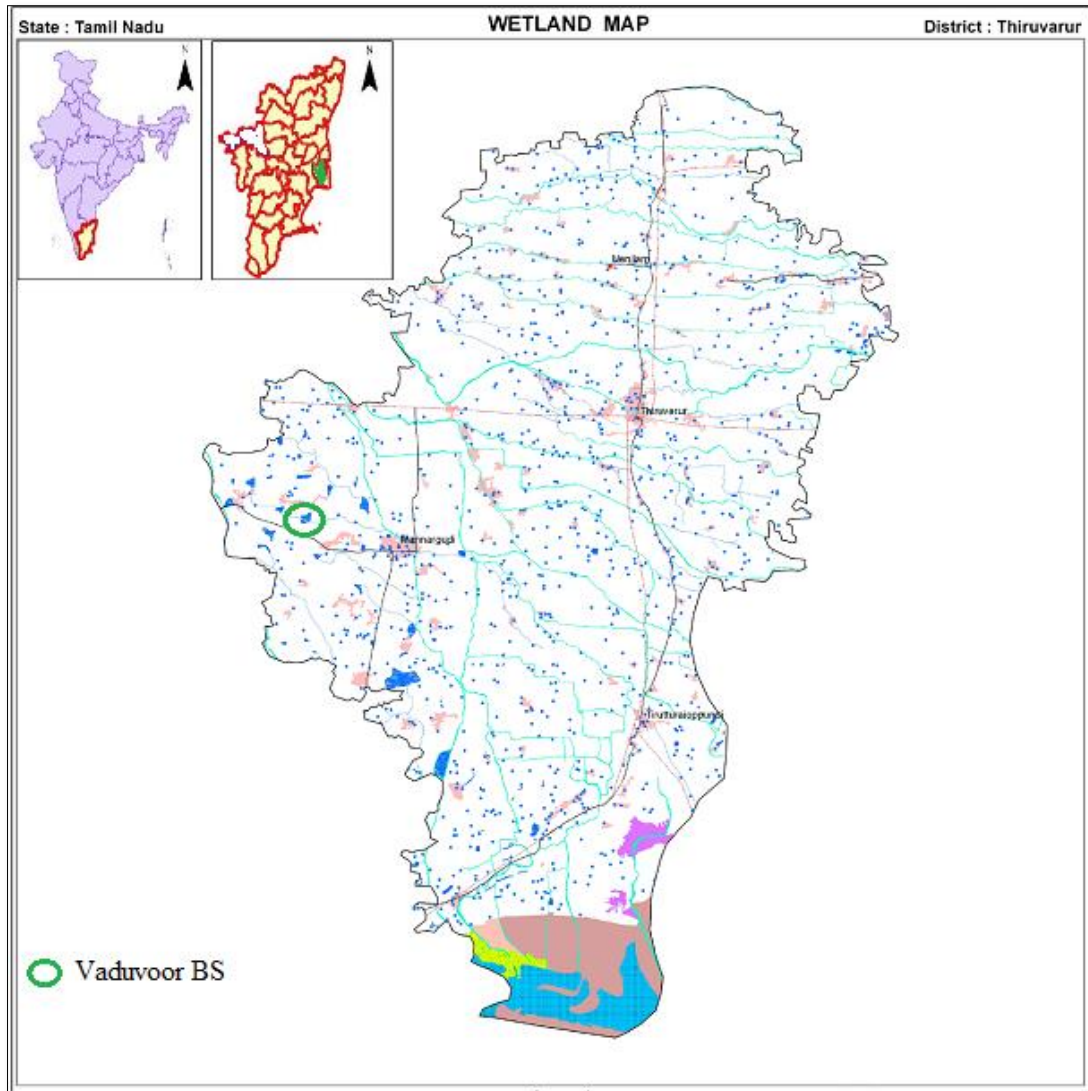 State : Tamil Nadu
WETLAND MAP
District : Thiruvarur
N
N
Thiruvarur
Mannargudi
Vaduvoor BS